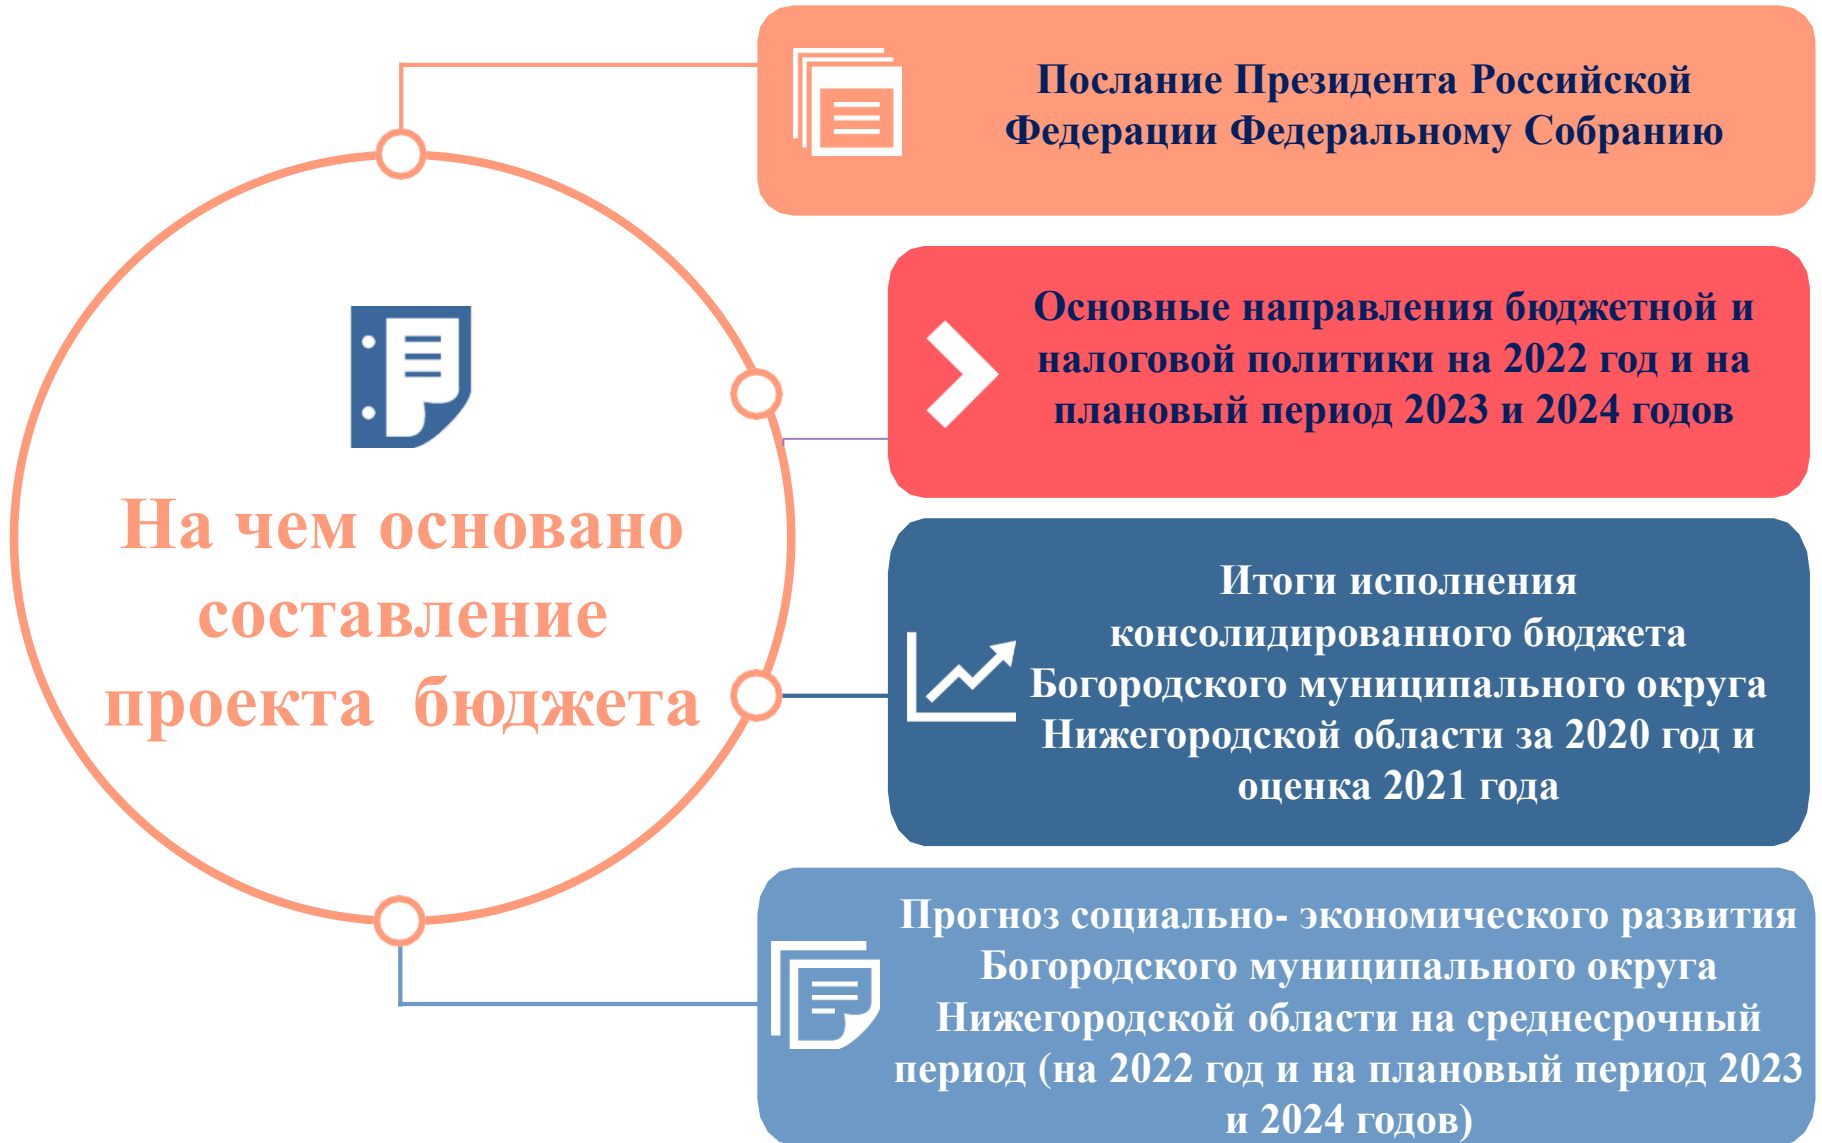 Послание Президента Российской
Федерации Федеральному Собранию
Основные направления бюджетной и
налоговой политики на 2022 год и на
плановый период 2023 и 2024 годов
На чем основано
составление
проекта бюджета
Итоги исполнения
консолидированного бюджета
Богородского муниципального округа
Нижегородской области за 2020 год и
оценка 2021 года
Прогноз социально- экономического развития
Богородского муниципального округа
Нижегородской области на среднесрочный
период (на 2022 год и на плановый период 2023
и 2024 годов)